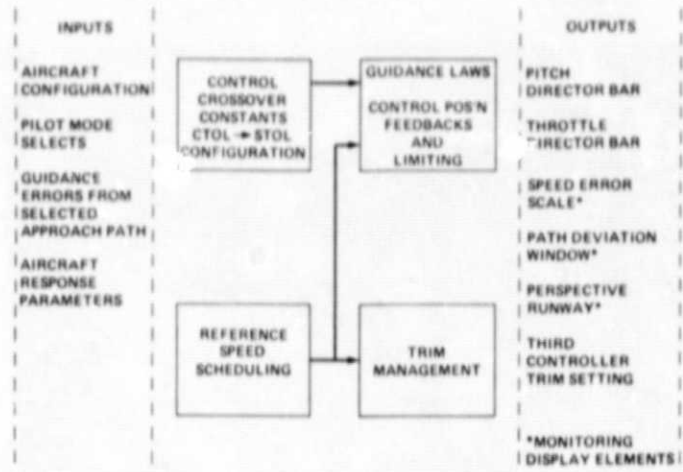 INPUTS
AIRCRAFT
CONFIGURATION
PILOT MODE
SELECTS
GUIDANCE
ERRORS FROM
SELECTED
APPROACH PATH
AIRCRAFT
RESPONSE
PARAMETERS
CONTROL
CROSSOVER
CONSTANTS
CTOL → STOL
CONFIGURATION
GUIDANCE LAWS
CONTROL POS'N
FEEDBACKS
AND
LIMITING
REFERENCE
SPEED
SCHEDULING
TRIM
MANAGEMENT
OUTPUTS
PITCH
DIRECTOR BAR
THROTTLE
DIRECTOR BAR
SPEED ERROR
SCALE*
PATH DEVIATION
WINDOW*
PERSPECTIVE
RUNWAY*
THIRD
CONTROLLER
TRIM SETTING
*MONITORING
DISPLAY ELEMENTS